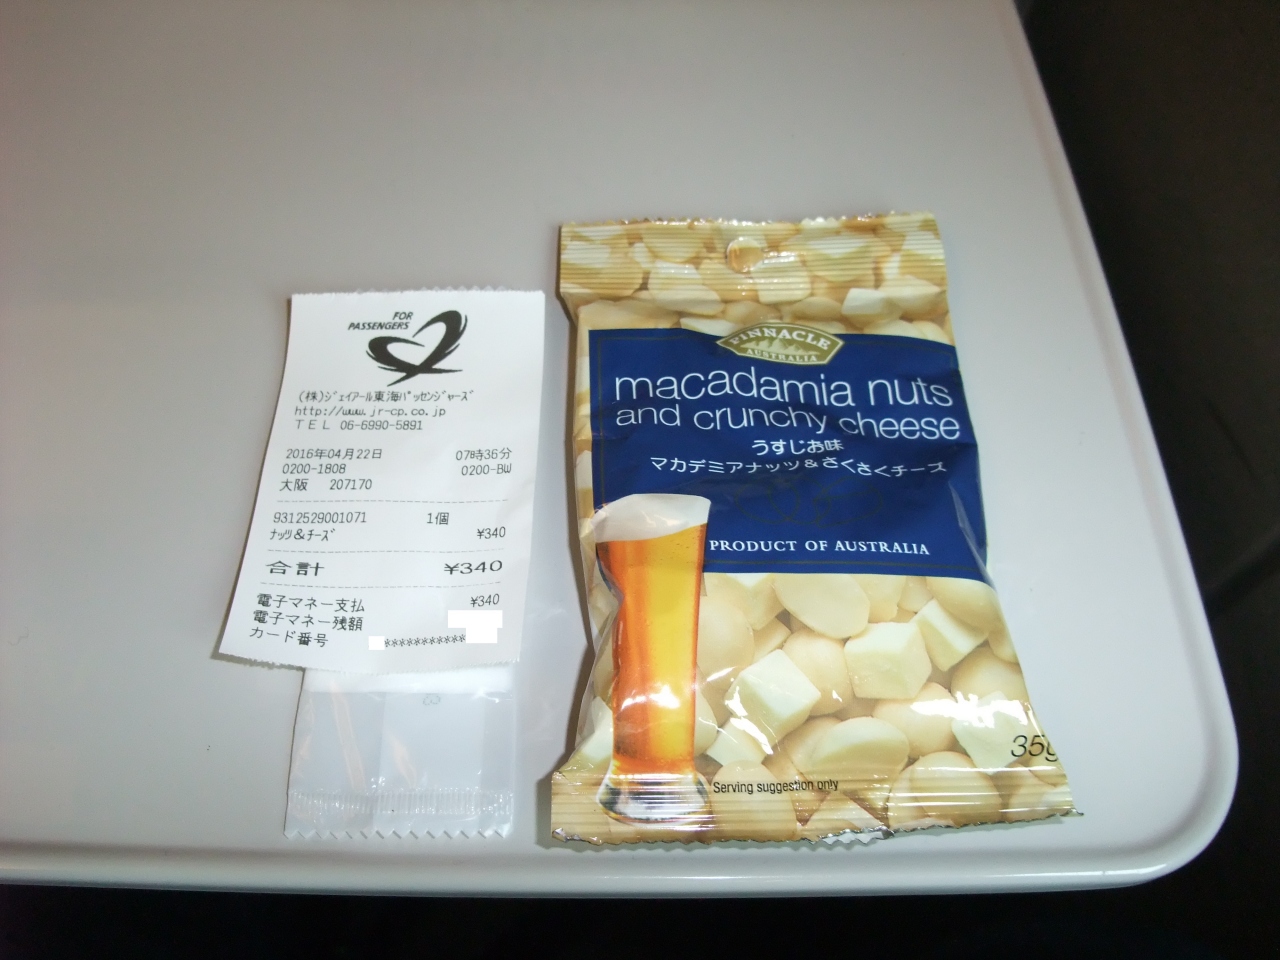 FOR
PASSENGERS
(株)ジェイアール東海パッセンジャーズ
http://www.jr-cp.co.jp
TEL 06-6990-5891
2016年04月22日 07時36分
0200-1808 0200-BW
大阪 207170
9312529001071 1個
ナッツ&チーズ ¥340
合計 ¥340
電子マネー支払 ¥340
電子マネー残額
カード番号 ***********
PINNACLE
AUSTRALIA
macadamia nuts
and crunchy cheese
うすじお味
マカデミアナッツ&さくさくチーズ
PRODUCT OF AUSTRALIA
35g
Serving suggestion only